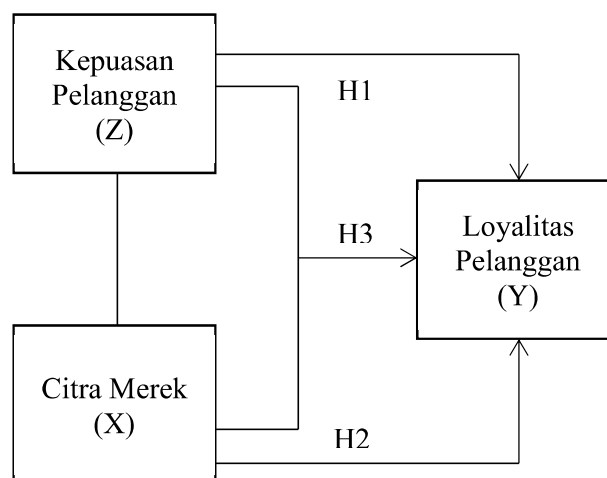 Kepuasan
Pelanggan
(Z)
H1
H3
Loyalitas
Pelanggan
(Y)
Citra Merek
(X)
H2